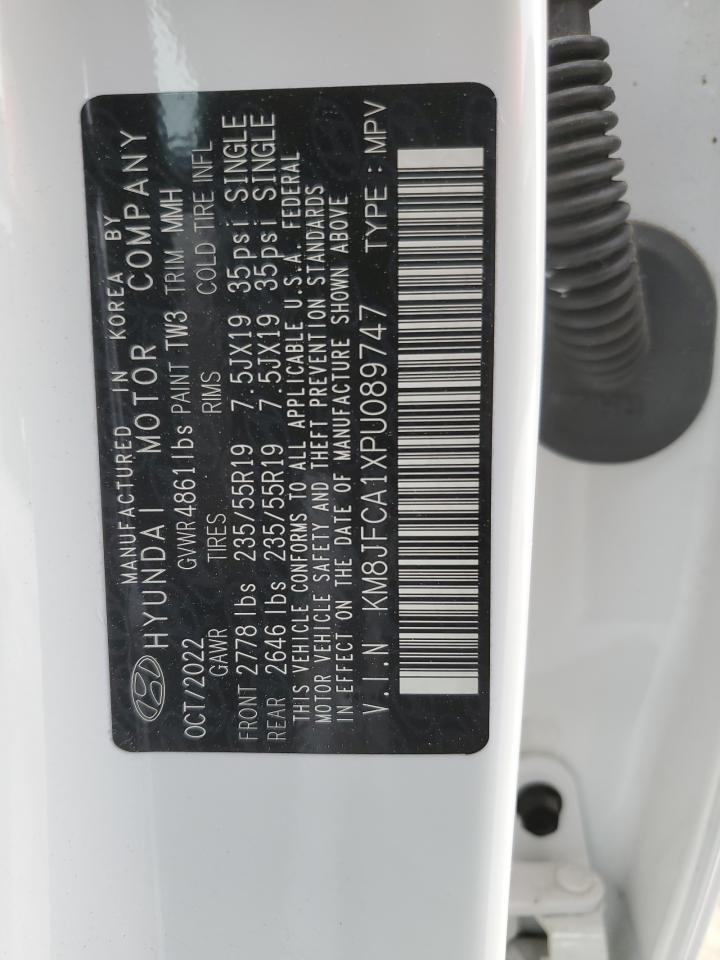 MANUFACTURED IN KOREA BY
HYUNDAI MOTOR COMPANY
OCT/2022 GVWR 4861 lbs PAINT TW3 TRIM MMH
GAWR TIRES RIMS COLD TIRE INFL
FRONT 2778 lbs 235/55R19 7.5JX19 35psi SINGLE
REAR 2646 lbs 235/55R19 7.5JX19 35psi SINGLE
THIS VEHICLE CONFORMS TO ALL APPLICABLE U.S.A. FEDERAL
MOTOR VEHICLE SAFETY AND THEFT PREVENTION STANDARDS
IN EFFECT ON THE DATE OF MANUFACTURE SHOWN ABOVE
V.I.N KM8JFCA1XPU089747 TYPE : MPV